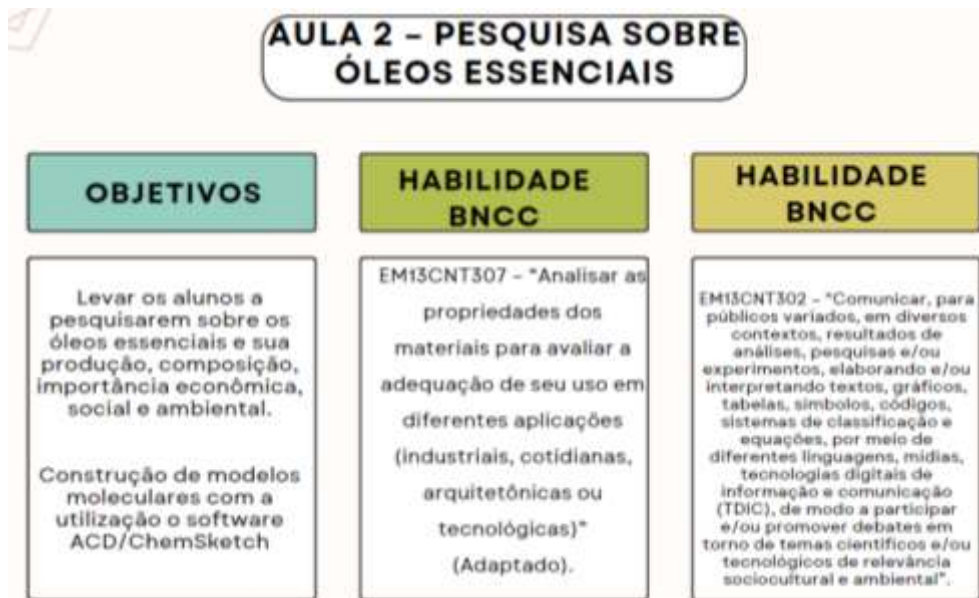 AULA 2 – PESQUISA SOBRE
ÓLEOS ESSENCIAIS
OBJETIVOS
Levar os alunos a
pesquisarem sobre os
óleos essenciais e sua
produção, composição,
importância econômica,
social e ambiental.
Construção de modelos
moleculares com a
utilização o software
ACD/ChemSketch
HABILIDADE
BNCC
EM13CNT307 – "Analisar as
propriedades dos
materiais para avaliar a
adequação de seu uso em
diferentes aplicações
(industriais, cotidianas,
arquitetônicas ou
tecnológicas)"
(Adaptado).
HABILIDADE
BNCC
EM13CNT302 – "Comunicar, para
públicos variados, em diversos
contextos, resultados de
análises, pesquisas e/ou
experimentos, elaborando e/ou
interpretando textos, gráficos,
tabelas, símbolos, códigos,
sistemas de classificação e
equações, por meio de
diferentes linguagens, mídias,
tecnologias digitais de
informação e comunicação
(TDIC), de modo a participar
e/ou promover debates em
torno de temas científicos e/ou
tecnológicos de relevância
sociocultural e ambiental".